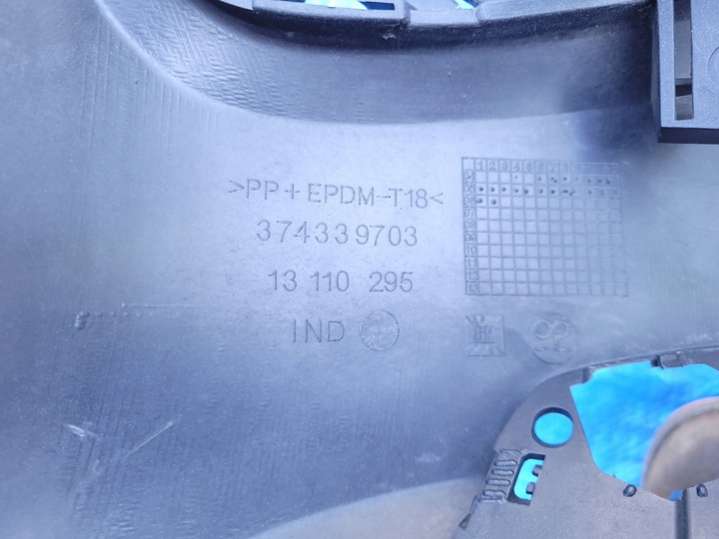 >PP+EPDM-T18<
374339703
13 110 295
IND